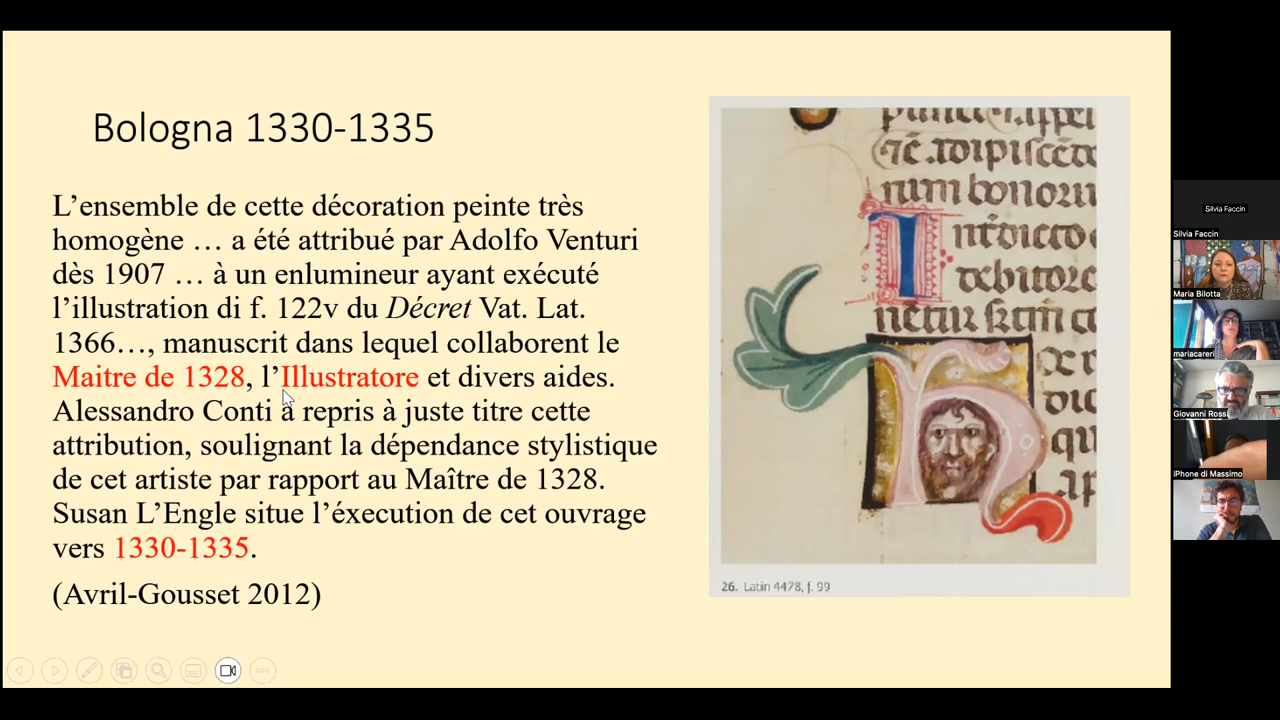 Bologna 1330-1335
L’ensemble de cette décoration peinte très
homogène … a été attribué par Adolfo Venturi
dès 1907 … à un enlumineur ayant exécuté
l’illustration di f. 122v du Décret Vat. Lat.
1366…, manuscrit dans lequel collaborent le
Maitre de 1328, l’Illustratore et divers aides.
Alessandro Conti a repris à juste titre cette
attribution, soulignant la dépendance stylistique
de cet artiste par rapport au Maître de 1328.
Susan L’Engle situe l’éxecution de cet ouvrage
vers 1330-1335.
(Avril-Gousset 2012)
num bonoru
26. Latin 4478, f. 99
Silvia Faccin
Silvia Faccin
Maria Bilotta
mariacareri
Giovanni Rossi
iPhone di Massimo